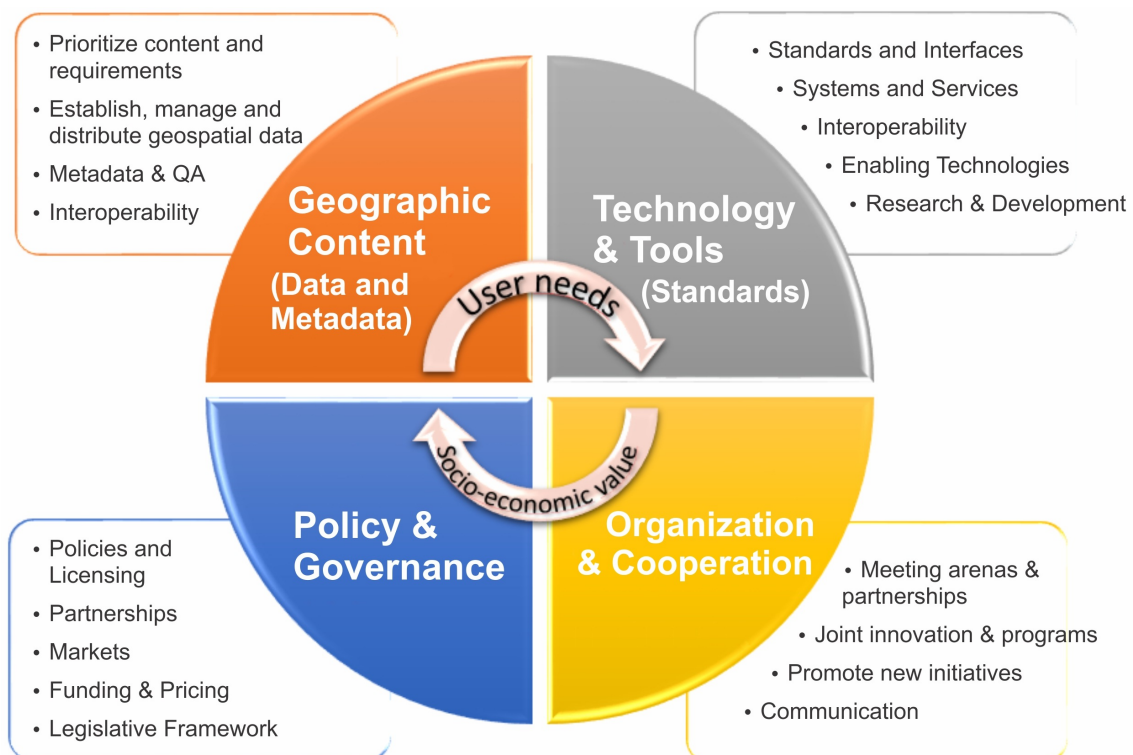 • Prioritize content and
requirements
• Establish, manage and
distribute geospatial data
• Metadata & QA
• Interoperability
• Standards and Interfaces
• Systems and Services
• Interoperability
• Enabling Technologies
• Research & Development
Geographic
Content
(Data and
Metadata)
Technology
& Tools
(Standards)
User needs
Socio-economic value
Policy &
Governance
Organization
& Cooperation
• Policies and
Licensing
• Partnerships
• Markets
• Funding & Pricing
• Legislative Framework
• Meeting arenas &
partnerships
• Joint innovation & programs
• Promote new initiatives
• Communication